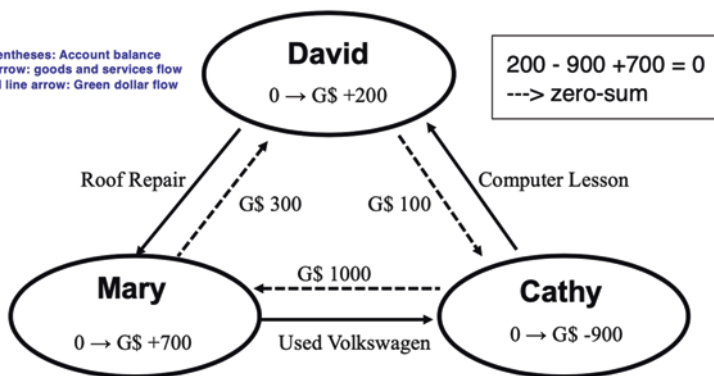 David
0 → G$ +200
entheses: Account balance
rrow: goods and services flow
line arrow: Green dollar flow
200 - 900 +700 = 0
---> zero-sum
Roof Repair
G$ 300
G$ 100
Computer Lesson
G$ 1000
Mary
0 → G$ +700
Cathy
0 → G$ -900
Used Volkswagen